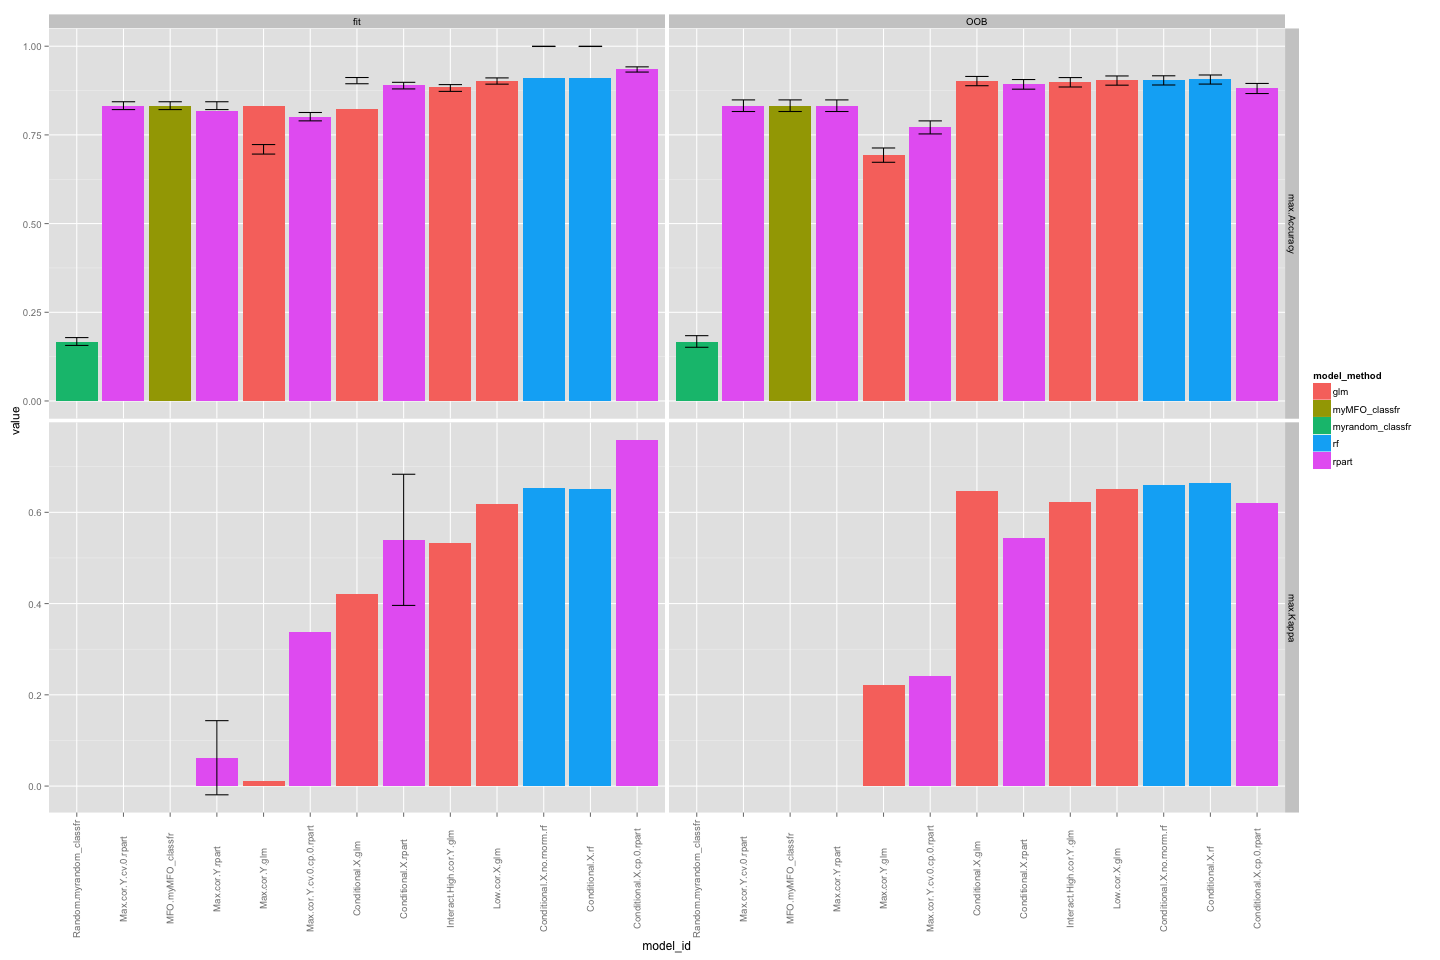 fit
OOB
1.00
0.75
0.50
0.25
0.00
max.Accuracy
value
0.6
0.4
0.2
0.0
max.Kappa
model_method
glm
myMFO_classfr
myrandom_classfr
rf
rpart
Random.myrandom_classfr
Max.cor.Y.cv.0.rpart
MFO.myMFO_classfr
Max.cor.Y.rpart
Max.cor.Y.glm
Max.cor.Y.cv.0.cp.0.rpart
Conditional.X.glm
Conditional.X.rpart
Interact.High.cor.Y.glm
Low.cor.X.glm
Conditional.X.no.rnorm.rf
Conditional.X.rf
Conditional.X.cp.0.rpart
Random.myrandom_classfr
Max.cor.Y.cv.0.rpart
MFO.myMFO_classfr
Max.cor.Y.rpart
Max.cor.Y.glm
Max.cor.Y.cv.0.cp.0.rpart
Conditional.X.glm
Conditional.X.rpart
Interact.High.cor.Y.glm
Low.cor.X.glm
Conditional.X.no.rnorm.rf
Conditional.X.rf
Conditional.X.cp.0.rpart
model_id